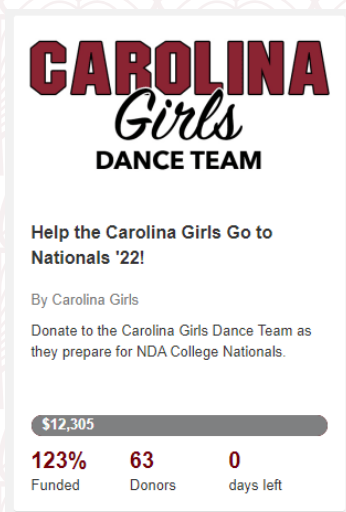 CAROLINA
Girls
DANCE TEAM
Help the Carolina Girls Go to
Nationals '22!
By Carolina Girls
Donate to the Carolina Girls Dance Team as
they prepare for NDA College Nationals.
$12,305
123% 63 0
Funded Donors days left